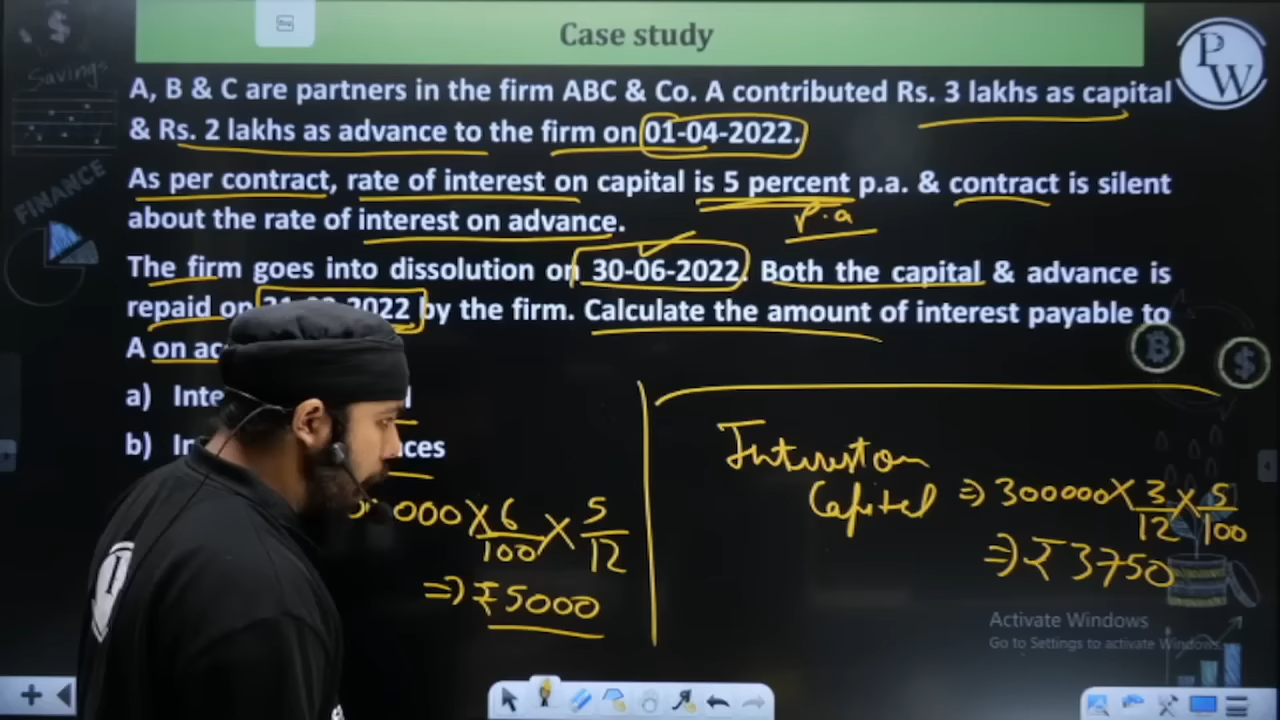 Case study
Savings
FINANCE
P
W
A, B & C are partners in the firm ABC & Co. A contributed Rs. 3 lakhs as capital
& Rs. 2 lakhs as advance to the firm on 01-04-2022.
As per contract, rate of interest on capital is 5 percent p.a. & contract is silent
about the rate of interest on advance.
p.a
The firm goes into dissolution on 30-06-2022. Both the capital & advance is
repaid on 2022 by the firm. Calculate the amount of interest payable to
A on
a)
b)
000 × 6/100 × 5/12
⇒ ₹5000
Interest on
Capital ⇒ 300000 × 3/12 × 5/100
⇒ ₹3750
Activate Windows
Go to Settings to activate Windows.